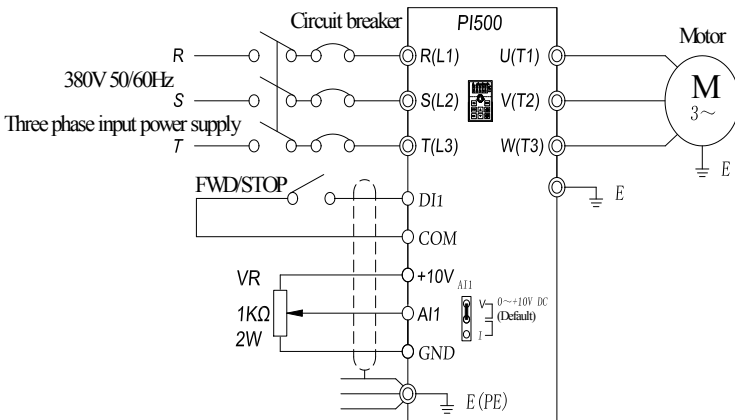 Circuit breaker
PI500
R
R(L1)
U(T1)
Motor
380V 50/60Hz
S
S(L2)
V(T2)
M
3~
Three phase input power supply
T
T(L3)
W(T3)
E
E
FWD/STOP
DI1
COM
VR
+10V
AI1
1KΩ
2W
AI1
V
0~+10V DC
(Default)
I
GND
E(PE)